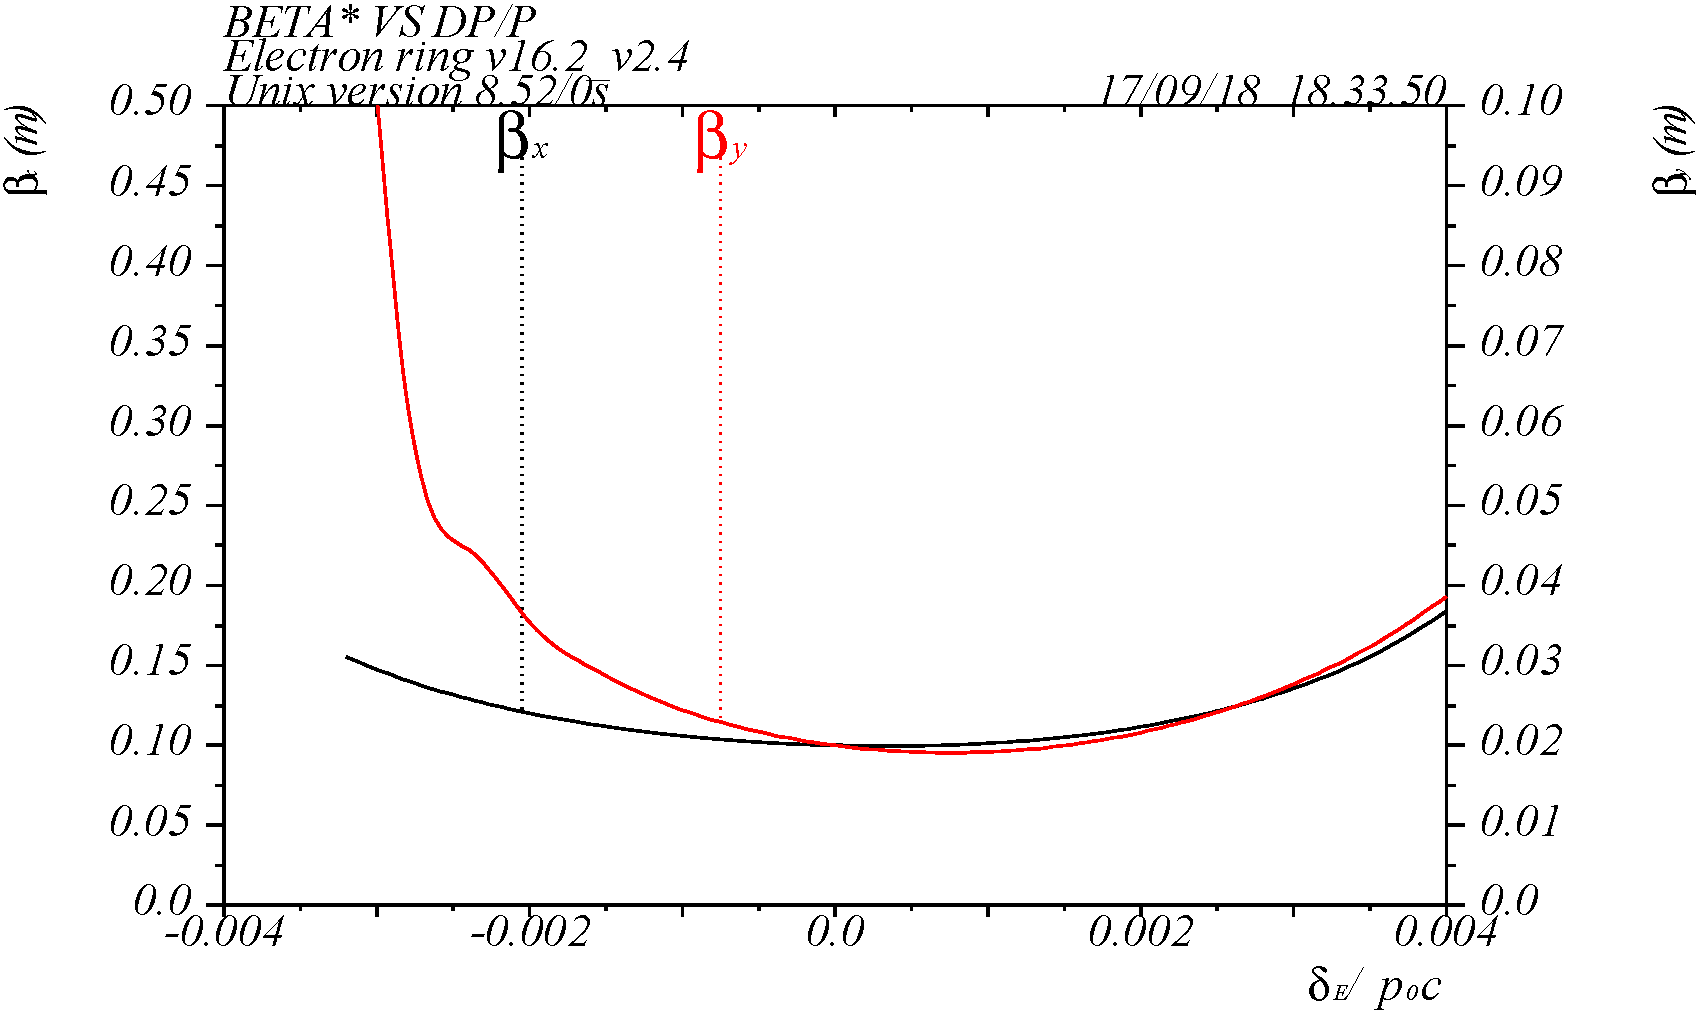 BETA* VS DP/P
Electron ring v16.2_v2.4
Unix version 8.52/0s 17/09/18 18.33.50
βx (m)
βy (m)
βx
βy
0.50
0.45
0.40
0.35
0.30
0.25
0.20
0.15
0.10
0.05
0.0
0.10
0.09
0.08
0.07
0.06
0.05
0.04
0.03
0.02
0.01
0.0
-0.004 -0.002 0.0 0.002 0.004
δE/ p0c